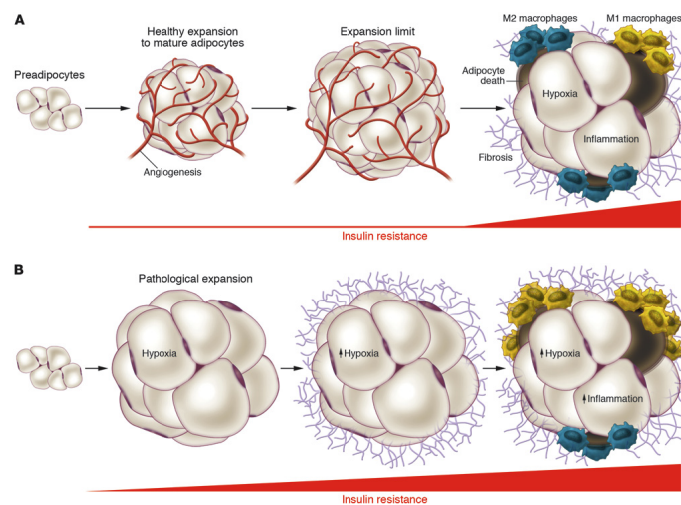 A
Healthy expansion
to mature adipocytes
Expansion limit
M2 macrophages
M1 macrophages
Preadipocytes
Adipocyte
death
Hypoxia
Inflammation
Fibrosis
Angiogenesis
Insulin resistance
B
Pathological expansion
Hypoxia
↑Hypoxia
↑Hypoxia
↑Inflammation
Insulin resistance